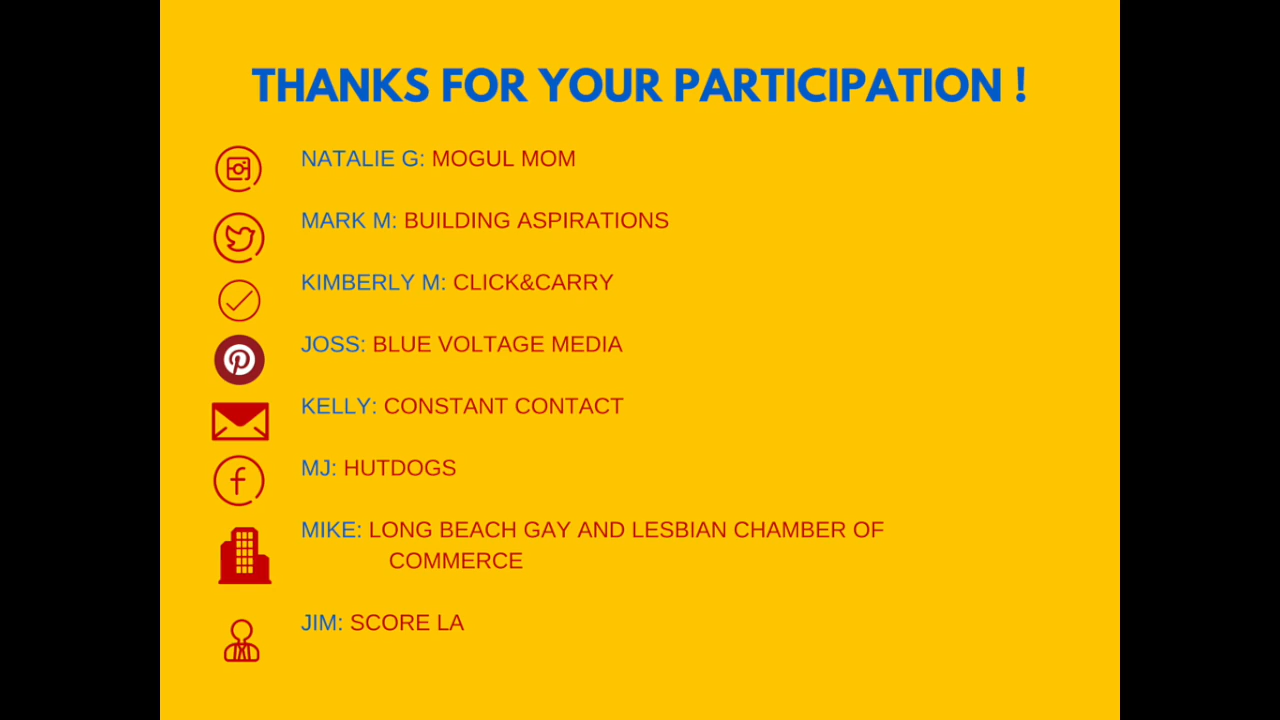 THANKS FOR YOUR PARTICIPATION !
NATALIE G: MOGUL MOM
MARK M: BUILDING ASPIRATIONS
KIMBERLY M: CLICK&CARRY
JOSS: BLUE VOLTAGE MEDIA
KELLY: CONSTANT CONTACT
MJ: HUTDOGS
MIKE: LONG BEACH GAY AND LESBIAN CHAMBER OF
COMMERCE
JIM: SCORE LA